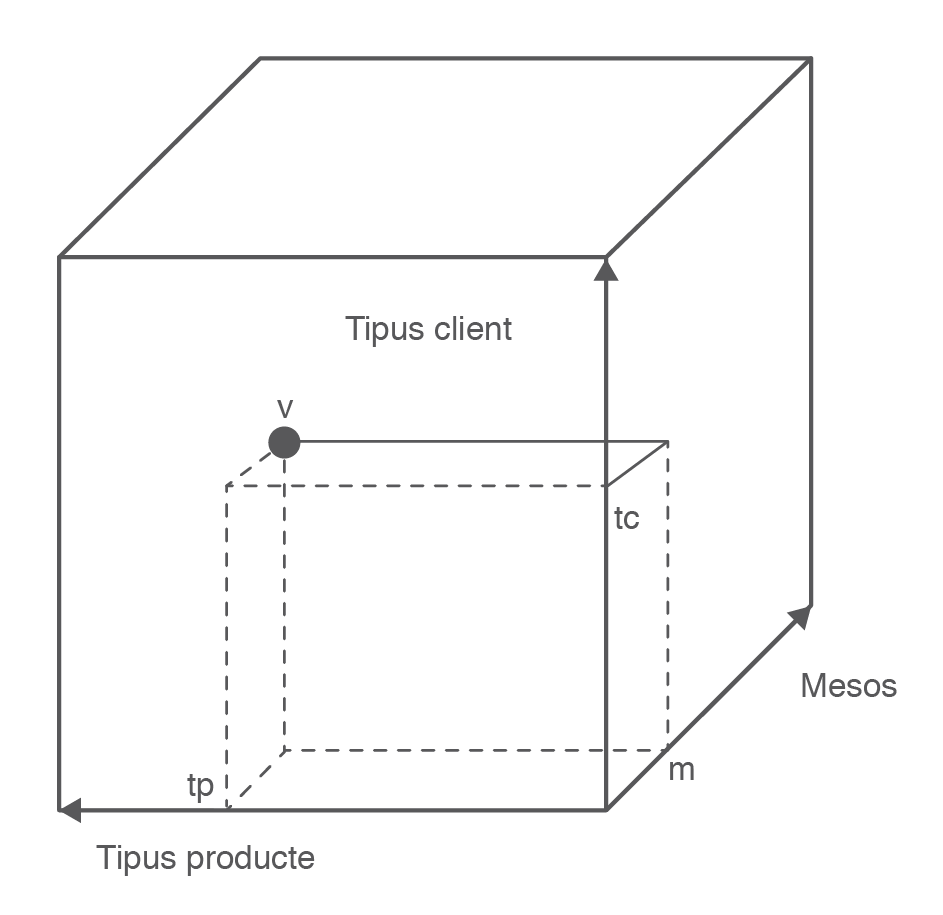 Tipus client
v
tc
Mesos
m
tp
Tipus producte